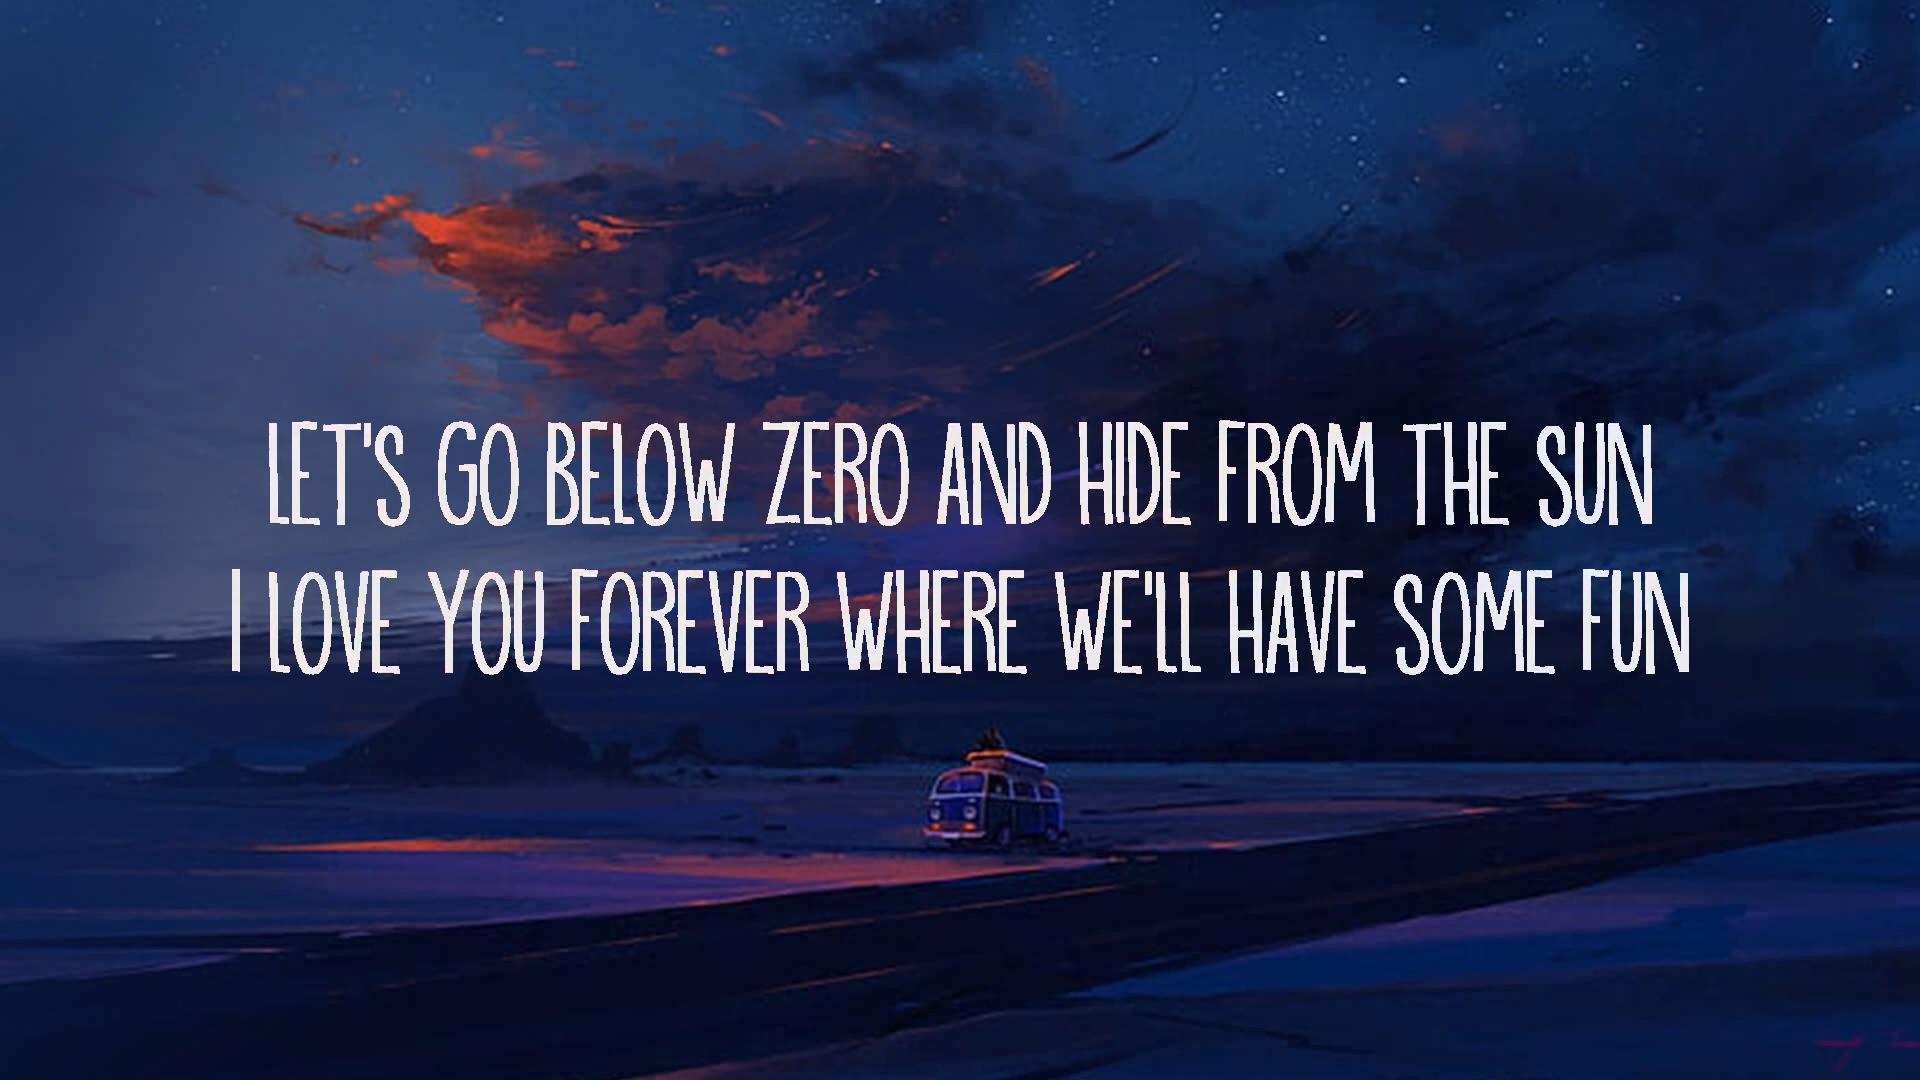 LET'S GO BELOW ZERO AND HIDE FROM THE SUN
I LOVE YOU FOREVER WHERE WE'LL HAVE SOME FUN